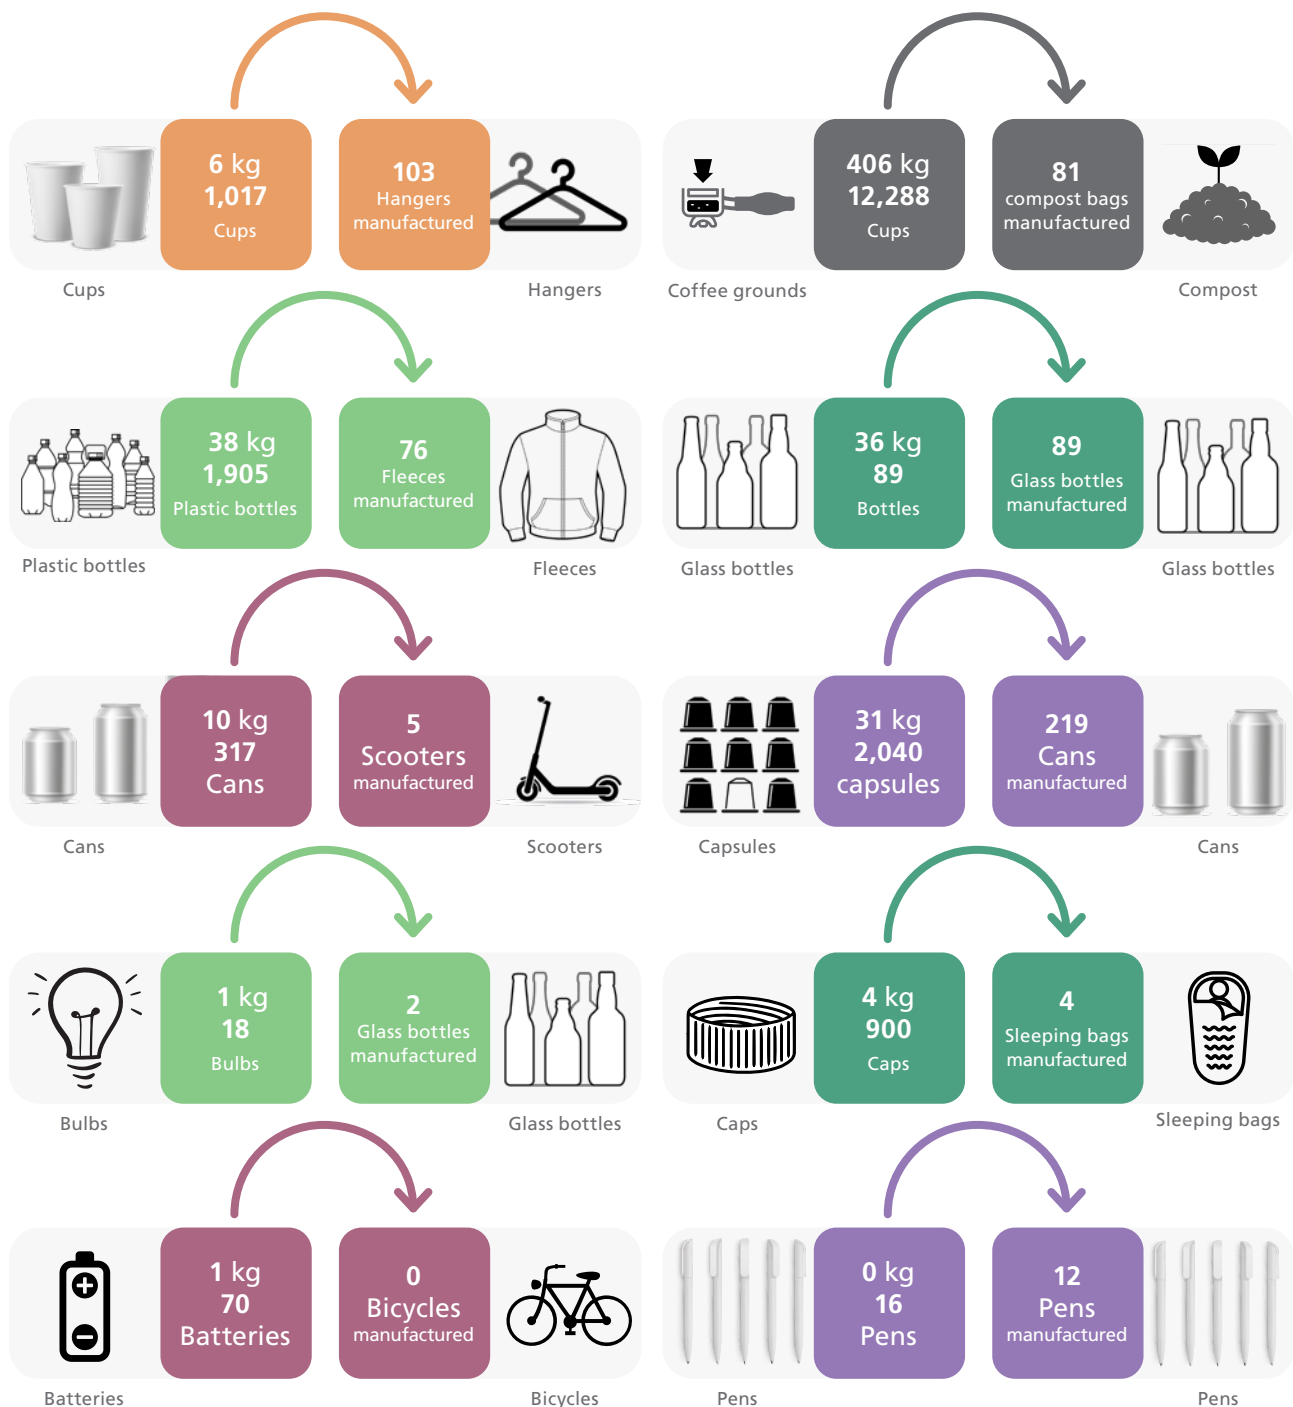 6 kg
1,017
Cups
103
Hangers
manufactured
Cups
Hangers
406 kg
12,288
Cups
81
compost bags
manufactured
Coffee grounds
Compost
38 kg
1,905
Plastic bottles
76
Fleeces
manufactured
Plastic bottles
Fleeces
36 kg
89
Bottles
89
Glass bottles
manufactured
Glass bottles
Glass bottles
10 kg
317
Cans
5
Scooters
manufactured
Cans
Scooters
31 kg
2,040
capsules
219
Cans
manufactured
Capsules
Cans
1 kg
18
Bulbs
2
Glass bottles
manufactured
Bulbs
Glass bottles
4 kg
900
Caps
4
Sleeping bags
manufactured
Caps
Sleeping bags
1 kg
70
Batteries
0
Bicycles
manufactured
Batteries
Bicycles
0 kg
16
Pens
12
Pens
manufactured
Pens
Pens